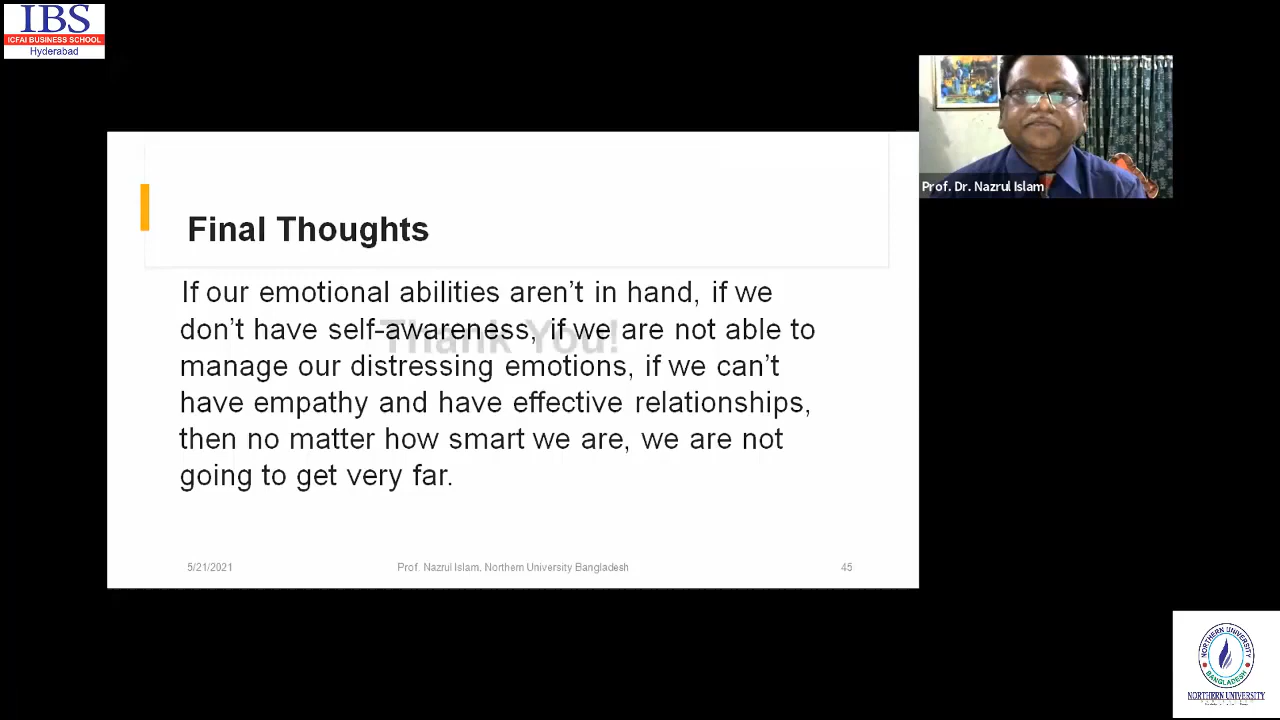 IBS
ICFAI BUSINESS SCHOOL
Hyderabad
Prof. Dr. Nazrul Islam
Final Thoughts
If our emotional abilities aren't in hand, if we
don't have self-awareness, if we are not able to
manage our distressing emotions, if we can't
have empathy and have effective relationships,
then no matter how smart we are, we are not
going to get very far.
Thank You!
5/21/2021
Prof. Nazrul Islam, Northern University Bangladesh
45
NORTHERN UNIVERSITY
BANGLADESH
NORTHERN UNIVERSITY